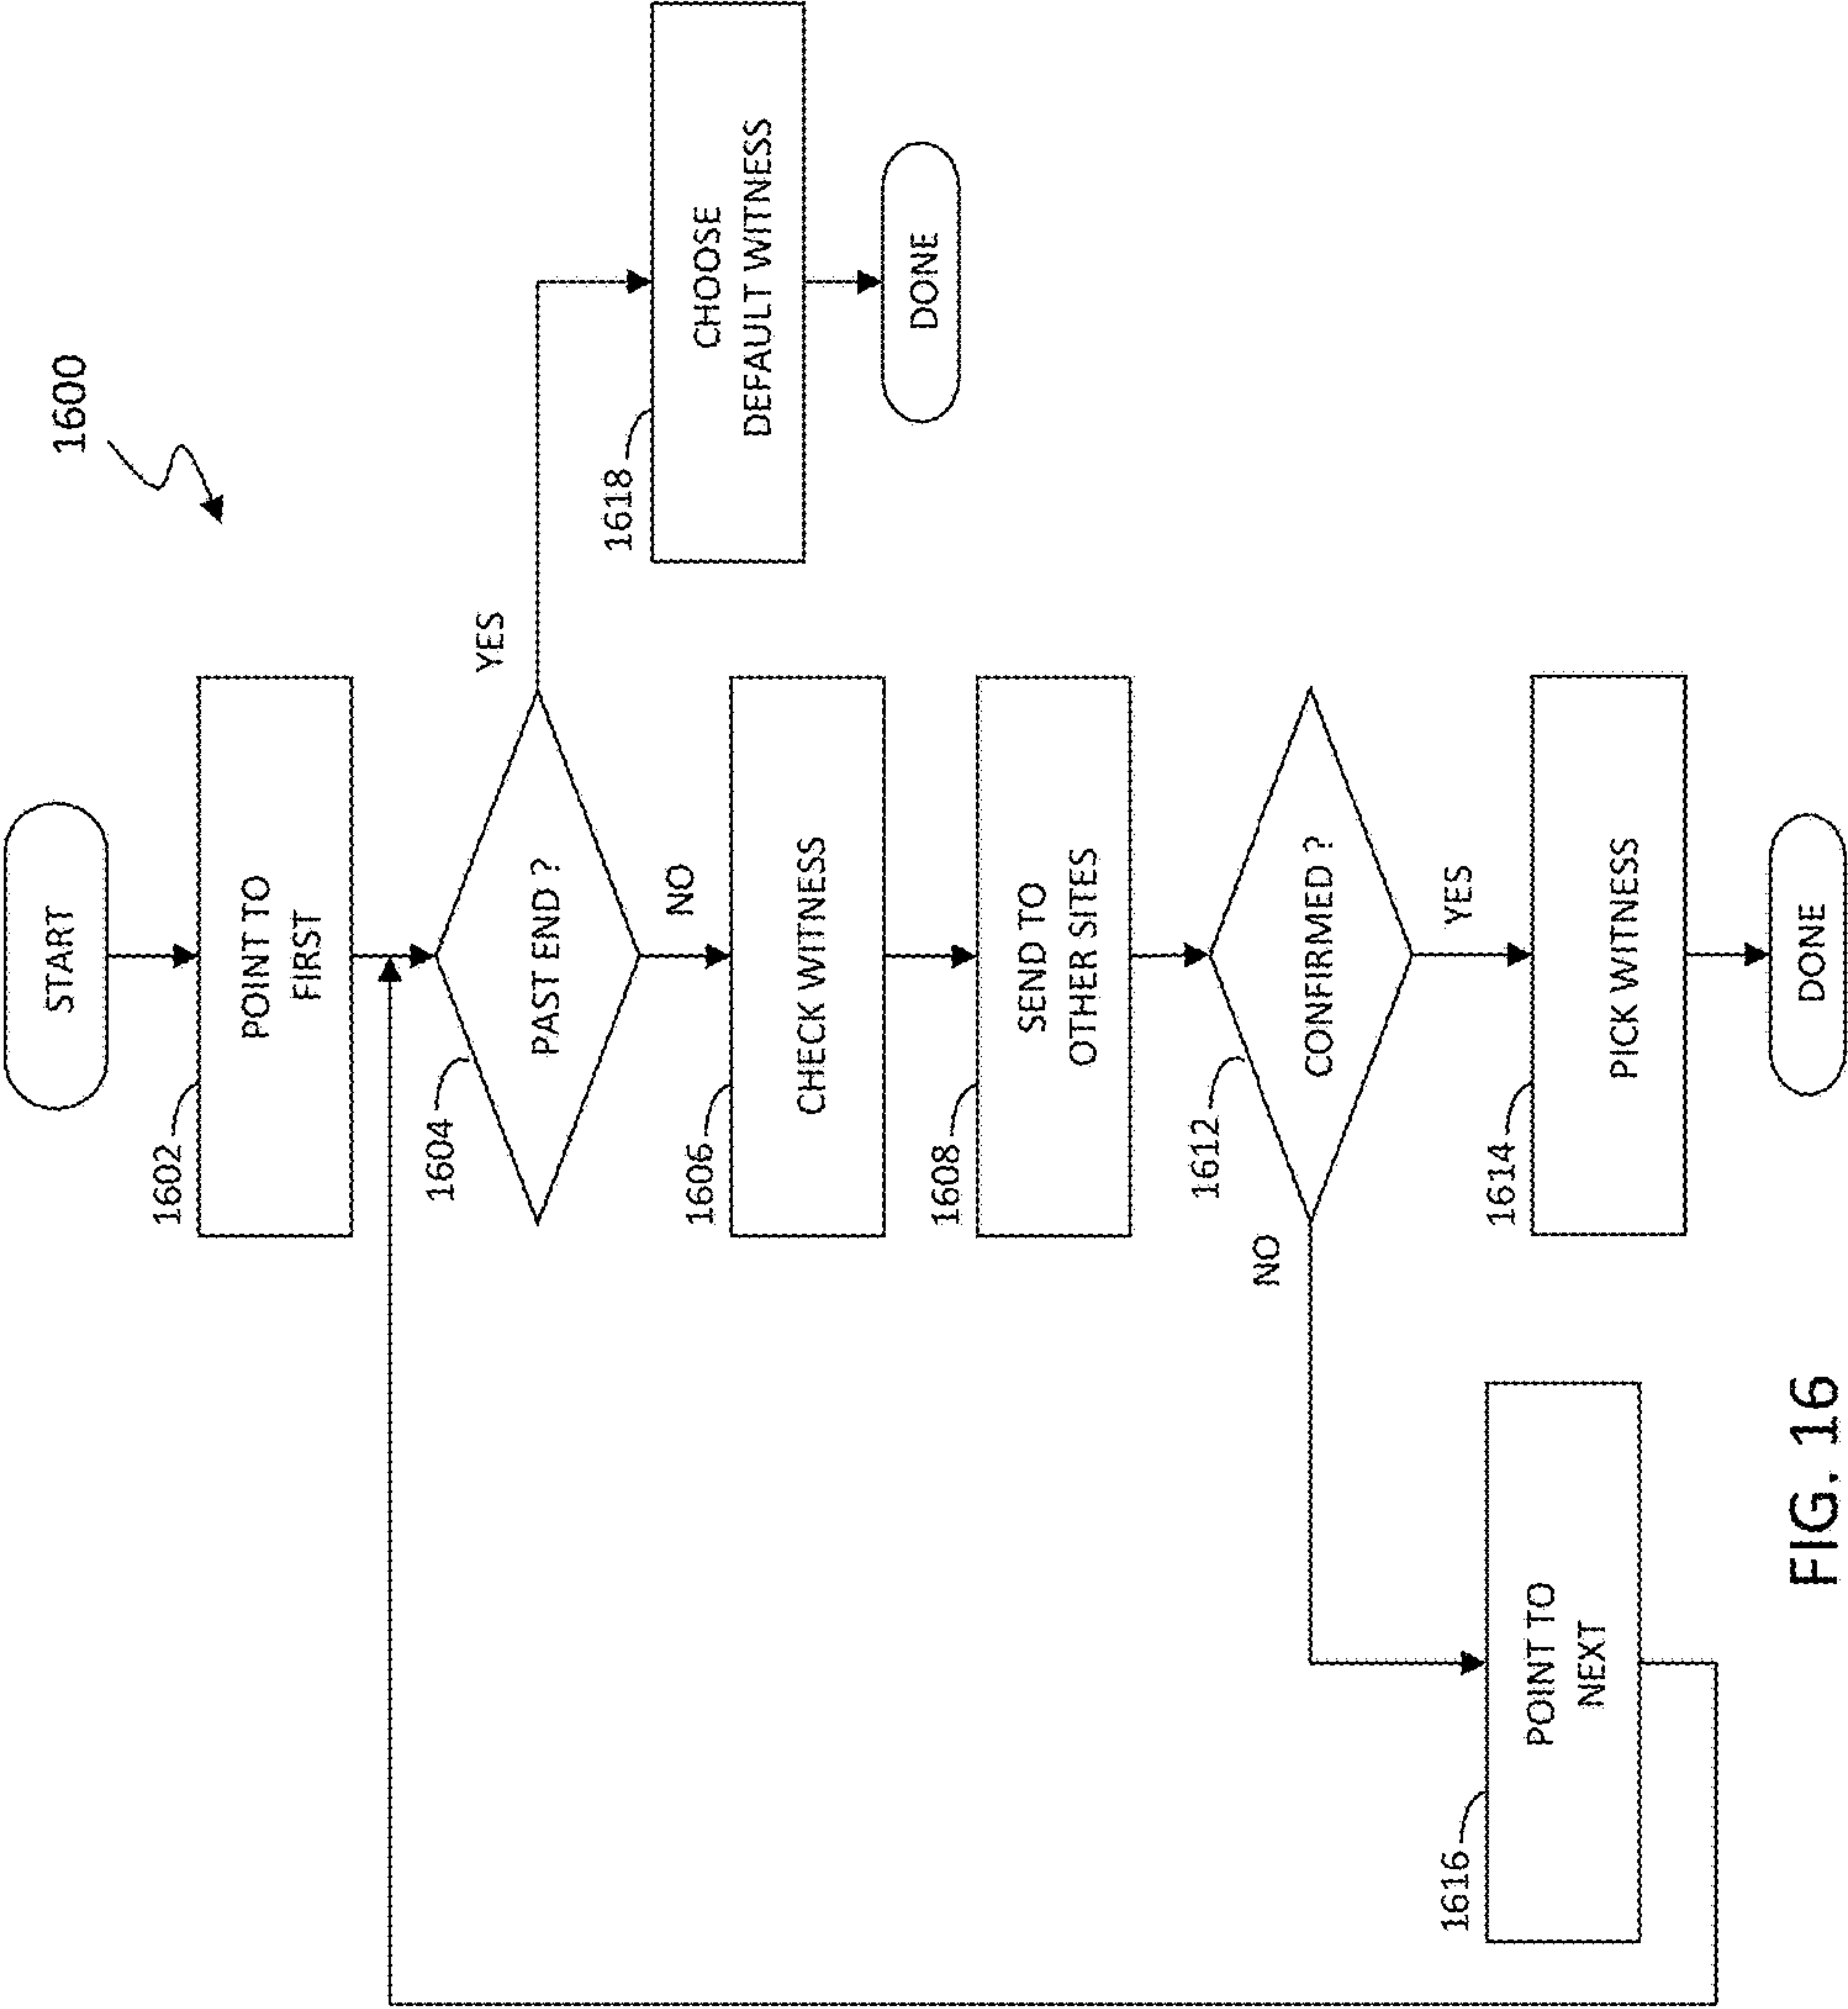 1600
START
1602
POINT TO
FIRST
1604
PAST END ?
YES
NO
1618
CHOOSE
DEFAULT WITNESS
DONE
1606
CHECK WITNESS
1608
SEND TO
OTHER SITES
1612
CONFIRMED ?
NO
YES
1616
POINT TO
NEXT
1614
PICK WITNESS
DONE
FIG. 16